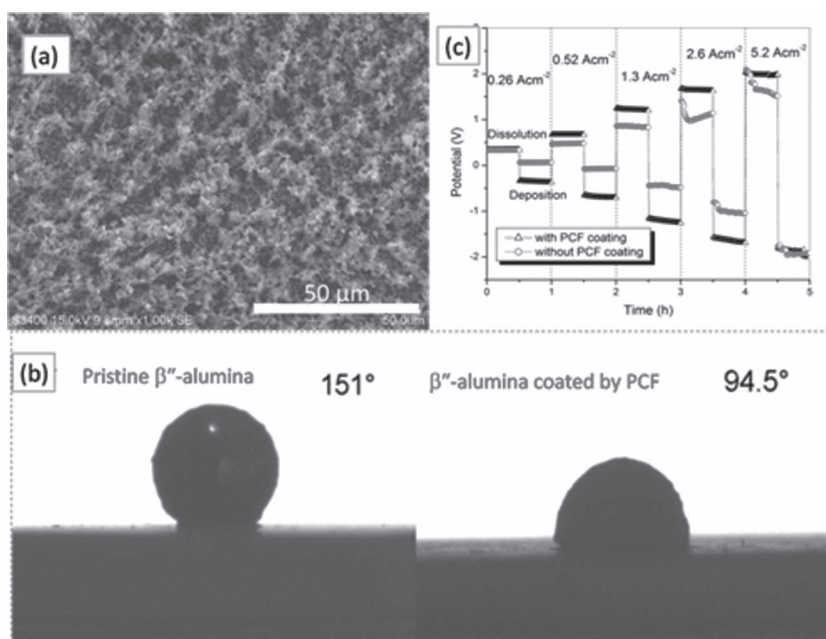 (a)
50 μm
S3400 15.0kV 9.8mm x1.00k SE
50.0um
(c)
0.26 Acm⁻²
0.52 Acm⁻²
1.3 Acm⁻²
2.6 Acm⁻²
5.2 Acm⁻²
Potential (V)
2
1
0
-1
-2
Dissolution
Deposition
with PCF coating
without PCF coating
0 1 2 3 4 5
Time (h)
(b)
Pristine β"-alumina
151°
β"-alumina coated by PCF
94.5°